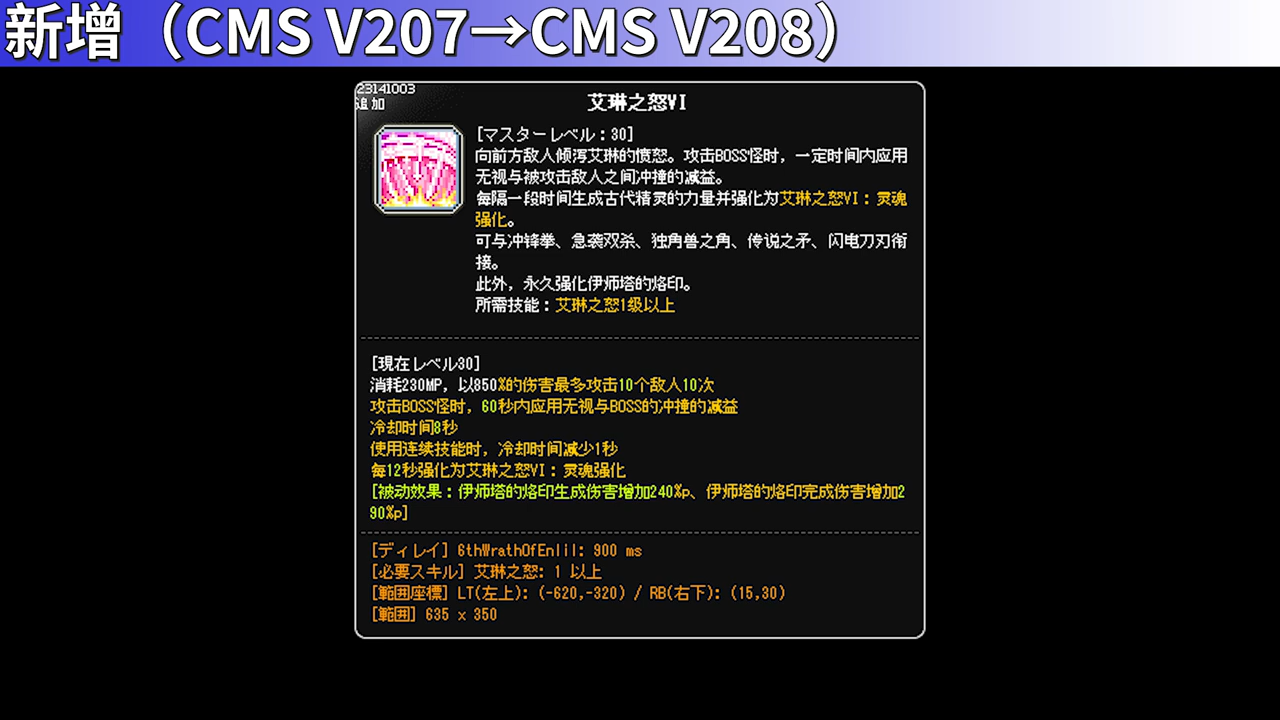 新增（CMS V207→CMS V208）
23141003
追加
艾琳之怒VI
[マスターレベル：30]
向前方敌人倾泻艾琳的愤怒。攻击BOSS怪时，一定时间内应用
无视与被攻击敌人之间冲撞的减益。
每隔一段时间生成古代精灵的力量并强化为艾琳之怒VI：灵魂
强化。
可与冲锋拳、急袭双杀、独角兽之角、传说之矛、闪电刀刃衔
接。
此外，永久强化伊师塔的烙印。
所需技能：艾琳之怒1级以上
[現在レベル30]
消耗230MP，以850%的伤害最多攻击10个敌人10次
攻击BOSS怪时，60秒内应用无视与BOSS的冲撞的减益
冷却时间8秒
使用连续技能时，冷却时间减少1秒
每12秒强化为艾琳之怒VI：灵魂强化
[被动效果：伊师塔的烙印生成伤害增加240%p、伊师塔的烙印完成伤害增加2
90%p]
[ディレイ] 6thWrathOfEnlil: 900 ms
[必要スキル] 艾琳之怒: 1 以上
[範囲座標] LT(左上): (-620,-320) / RB(右下): (15,30)
[範囲] 635 x 350